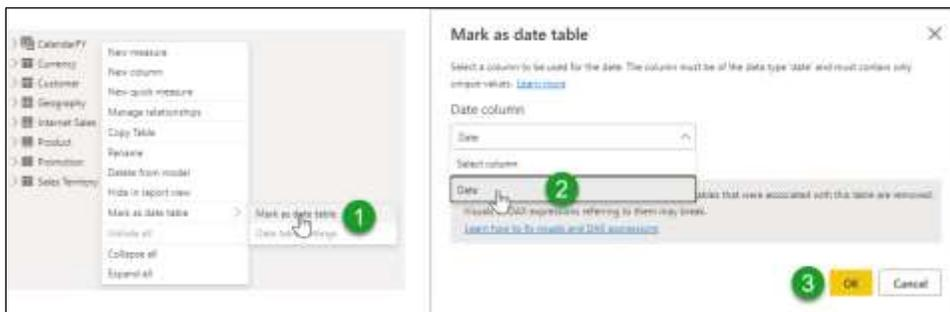 CalendarFY
Currency
Customer
Geography
Internet Sales
Product
Promotion
Sales Territory
New measure
New column
New quick measure
Manage relationships
Copy Table
Rename
Delete from model
Hide in report view
Mark as date table
Unhide all
Collapse all
Expand all
Mark as date table
Date table settings
1
Mark as date table
Select a column to be used for the date. The column must be of the data type 'date' and must contain only
unique values. Learn more
Date column
Date
Select column
Date
2
tables that were associated with this table are removed.
Visuals DAX expressions referring to them may break.
Learn how to fix visuals and DAX expressions
3
OK
Cancel